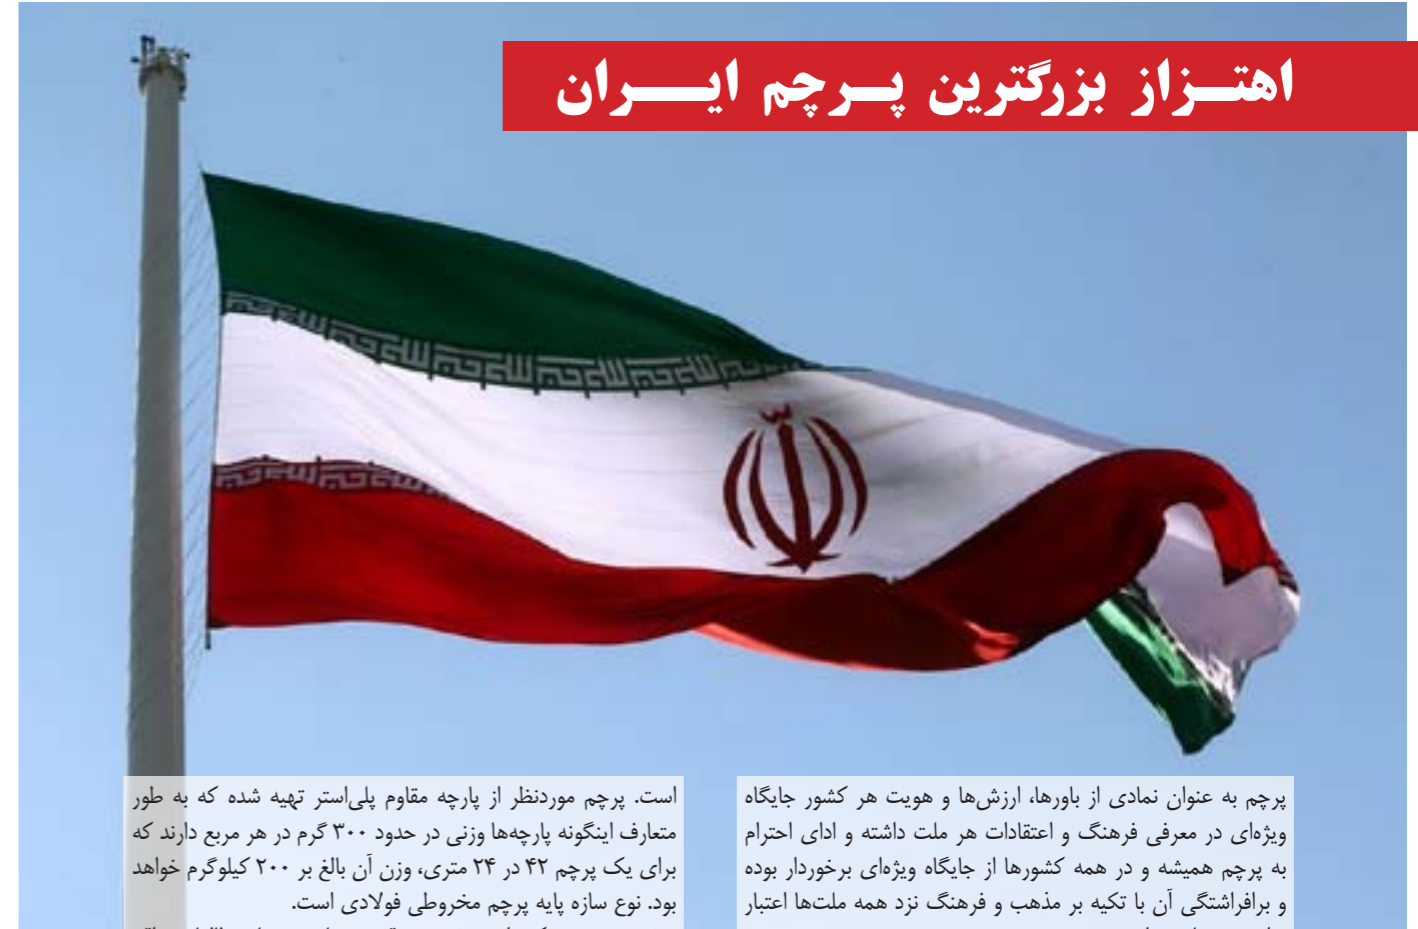 اهتـــزاز بزرگترین پـــرچم ایـــــران
پرچم به عنوان نمادی از باورها، ارزش‌ها و هویت هر کشور جایگاه
ویژه‌ای در معرفی فرهنگ و اعتقادات هر ملت داشته و ادای احترام
به پرچم همیشه و در همه کشورها از جایگاه ویژه‌ای برخوردار بوده
و برافراشتگی آن با تکیه بر مذهب و فرهنگ نزد همه ملت‌ها اعتبار
است. پرچم موردنظر از پارچه مقاوم پلی‌استر تهیه شده که به طور
متعارف اینگونه پارچه‌ها وزنی در حدود ۳۰۰ گرم در هر مربع دارند که
برای یک پرچم ۴۲ در ۲۴ متری، وزن آن بالغ بر ۲۰۰ کیلوگرم خواهد
بود. نوع سازه پایه پرچم مخروطی فولادی است.